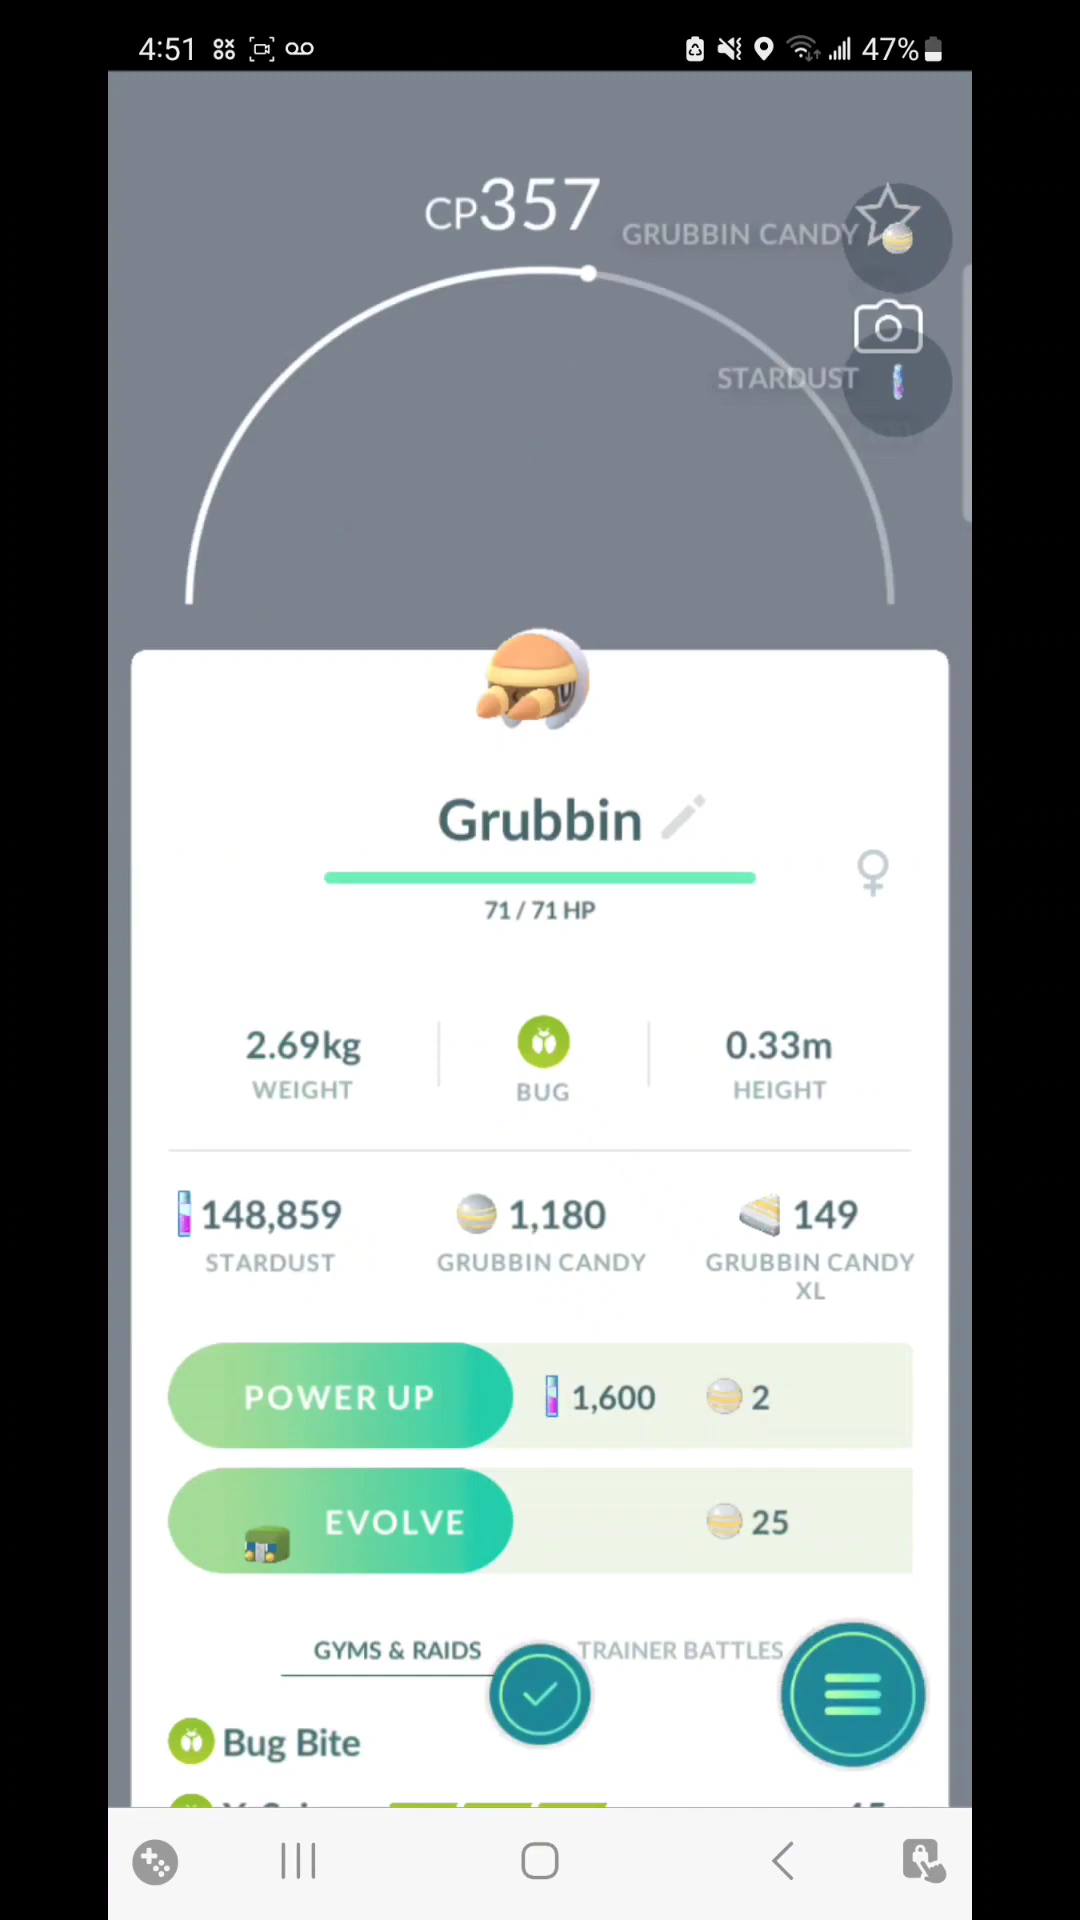 4:51
47%
CP357
GRUBBIN CANDY
STARDUST
Grubbin
71 / 71 HP
2.69kg
WEIGHT
BUG
0.33m
HEIGHT
148,859
STARDUST
1,180
GRUBBIN CANDY
149
GRUBBIN CANDY
XL
POWER UP
1,600
2
EVOLVE
25
GYMS & RAIDS
TRAINER BATTLES
Bug Bite